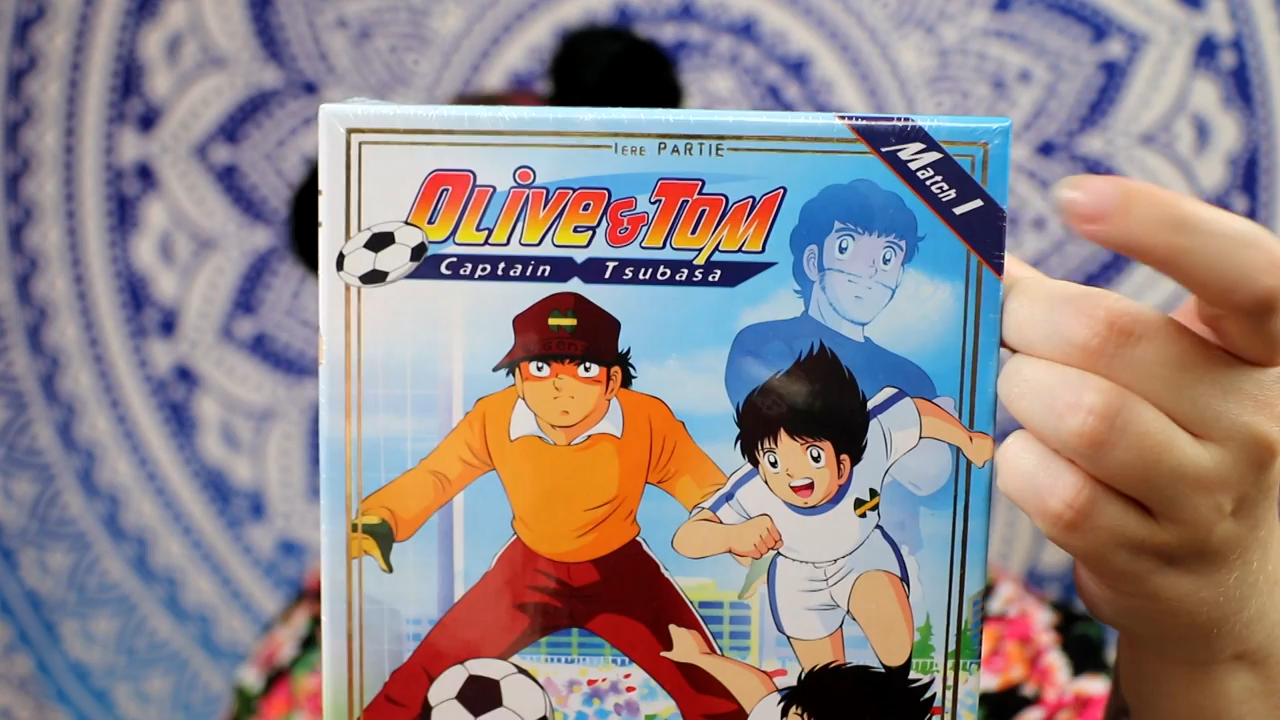 1ERE PARTIE
Match 1
OLIVE & TOM
Captain Tsubasa
N